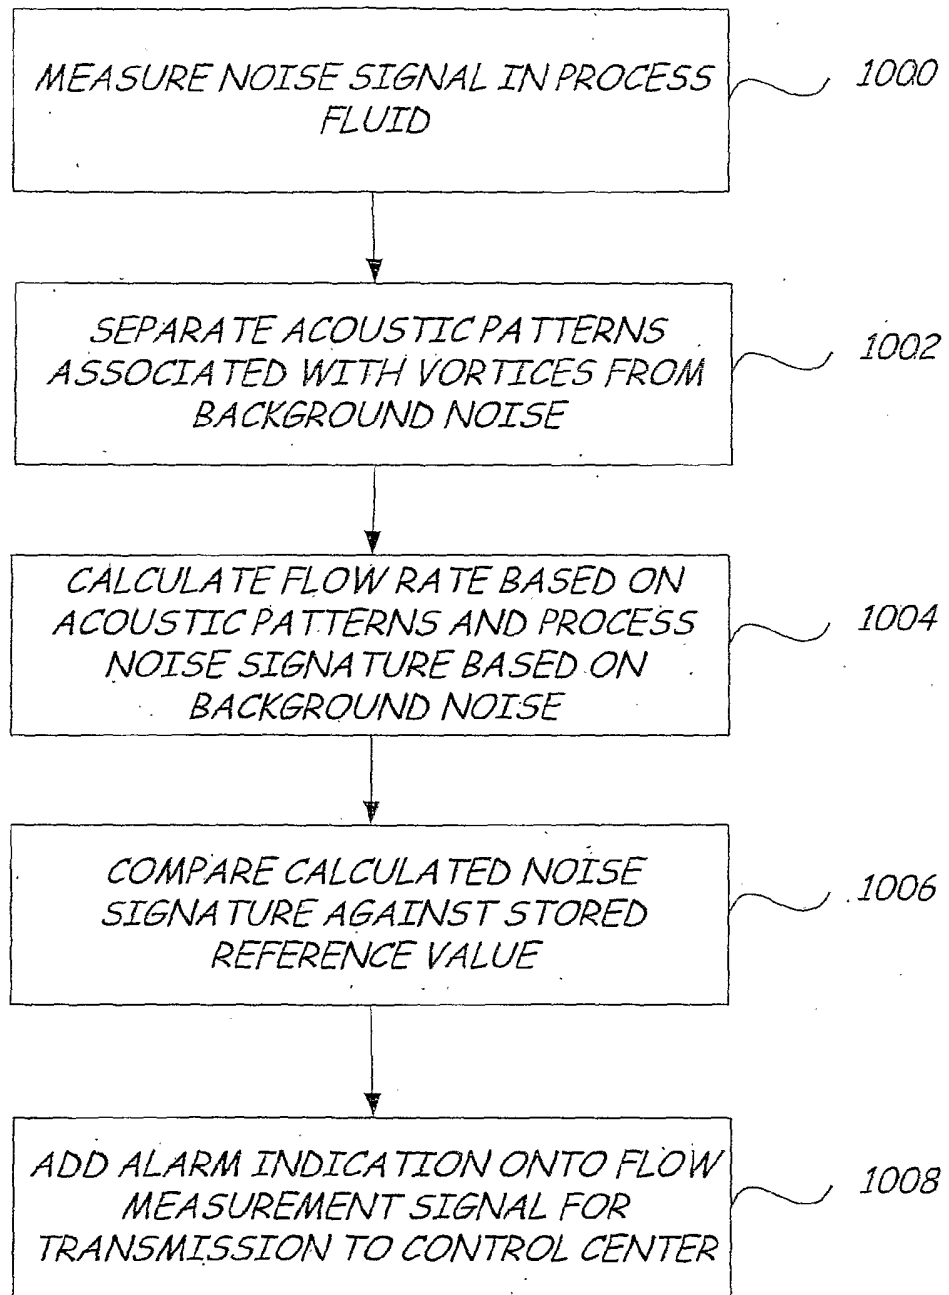 MEASURE NOISE SIGNAL IN PROCESS
FLUID
1000
SEPARATE ACOUSTIC PATTERNS
ASSOCIATED WITH VORTICES FROM
BACKGROUND NOISE
1002
CALCULATE FLOW RATE BASED ON
ACOUSTIC PATTERNS AND PROCESS
NOISE SIGNATURE BASED ON
BACKGROUND NOISE
1004
COMPARE CALCULATED NOISE
SIGNATURE AGAINST STORED
REFERENCE VALUE
1006
ADD ALARM INDICATION ONTO FLOW
MEASUREMENT SIGNAL FOR
TRANSMISSION TO CONTROL CENTER
1008